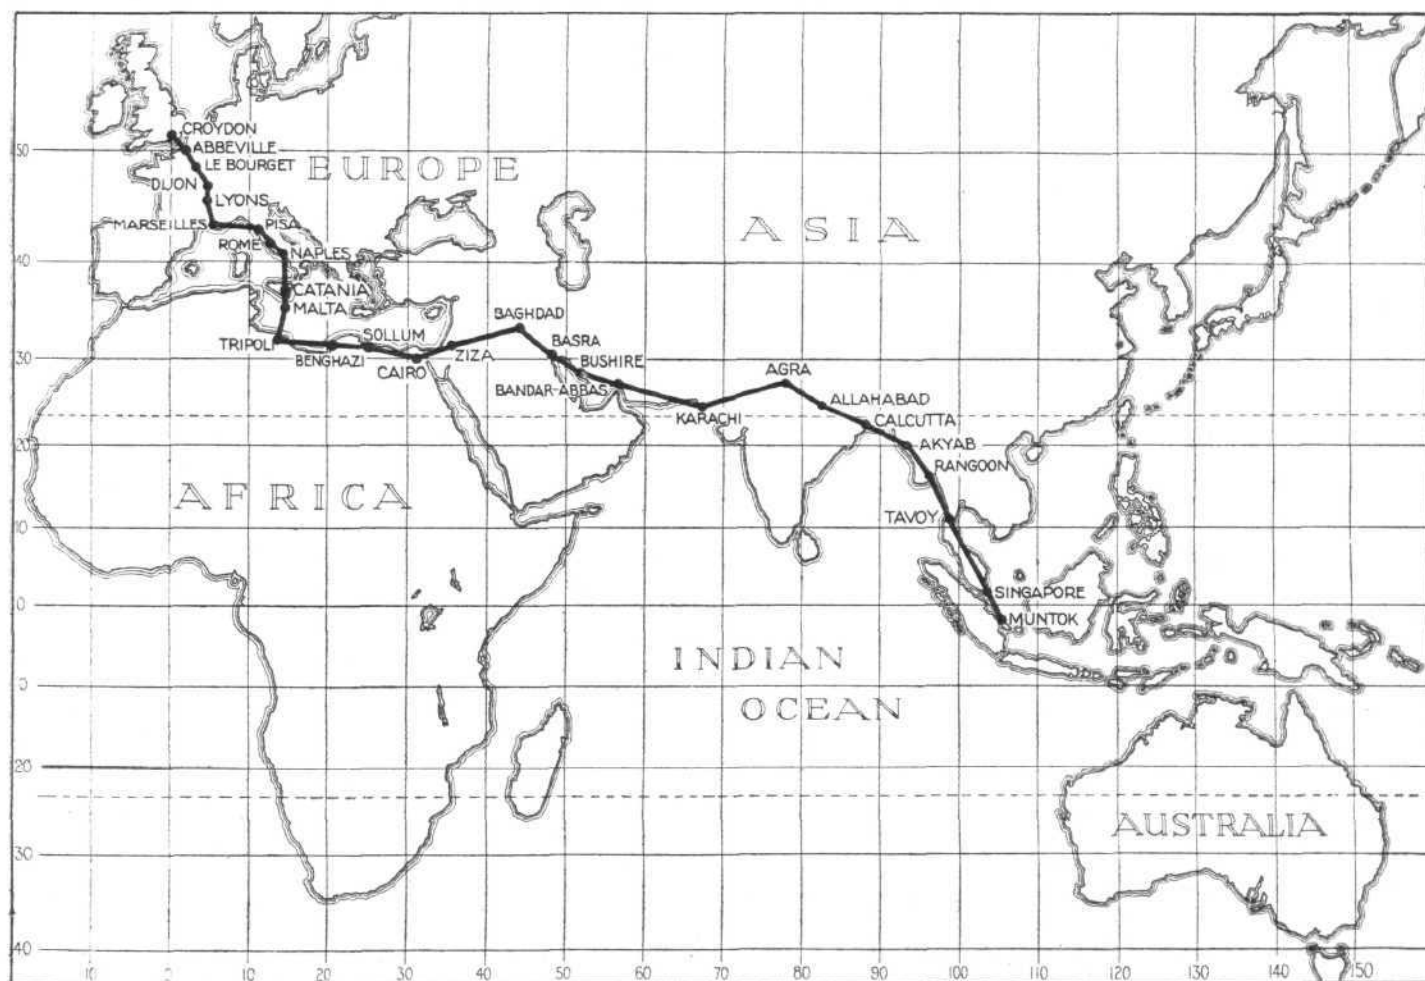 CROYDON
50
ABBEVILLE
LE BOURGET
EUROPE
DIJON
LYONS
MARSEILLES
PISA
ASIA
ROME
NAPLES
40
CATANIA
MALTA
BAGHDAD
TRIPOLI
SOLLUM
BASRA
BENGHAZI
ZIZA
BUSHIRE
30
CAIRO
BANDAR-ABBAS
AGRA
KARACHI
ALLAHABAD
CALCUTTA
20
AKYAB
RANGOON
AFRICA
TAVOY
10
SINGAPORE
0
MUNTOK
INDIAN
OCEAN
20
AUSTRALIA
30
40
10 0 10 20 30 40 50 60 70 80 90 100 110 120 130 140 150